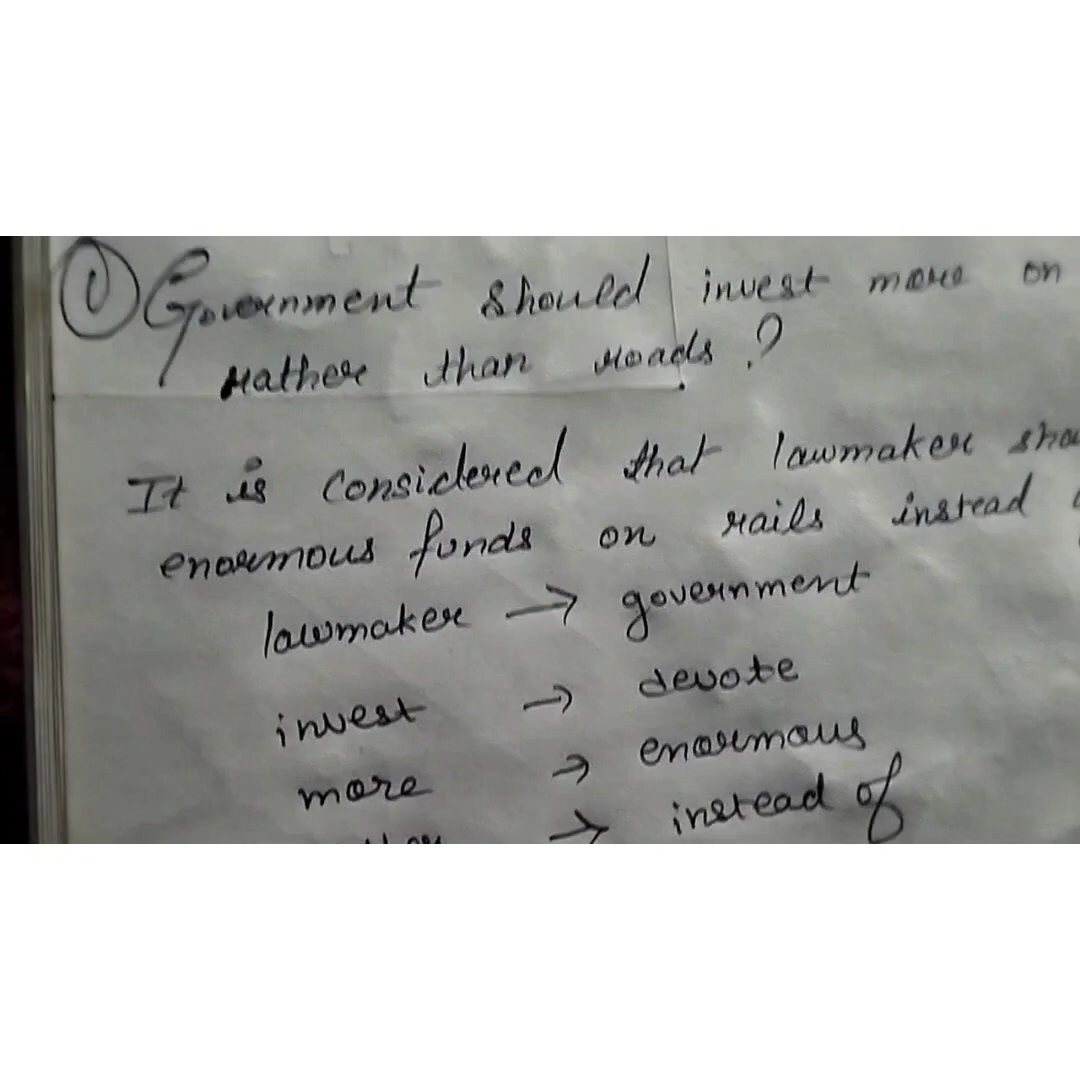 ① Government should invest more on
rather than roads ?
It is considered that lawmaker
enormous funds on rails instead
lawmaker → government
invest → devote
more → enormous
→ instead of